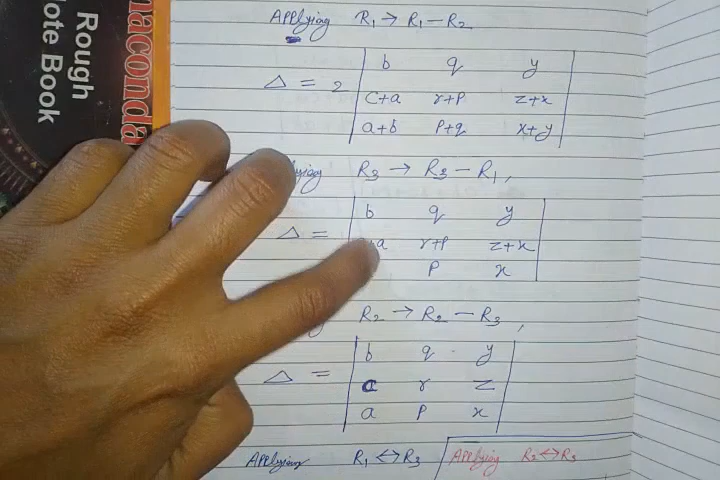 naconda
Rough
ote Book
Applying R₁ → R₁ - R₂
Δ = 2 | b q y |
| c+a r+p z+x |
| a+b p+q x+y |
R₃ → R₃ - R₁,
Δ = | b q y |
a r+p z+x |
p x |
R₂ → R₂ - R₃,
Δ = | b q y |
| c r z |
| a p x |
Applying R₁ ↔ R₃ Applying R₂ ↔ R₃